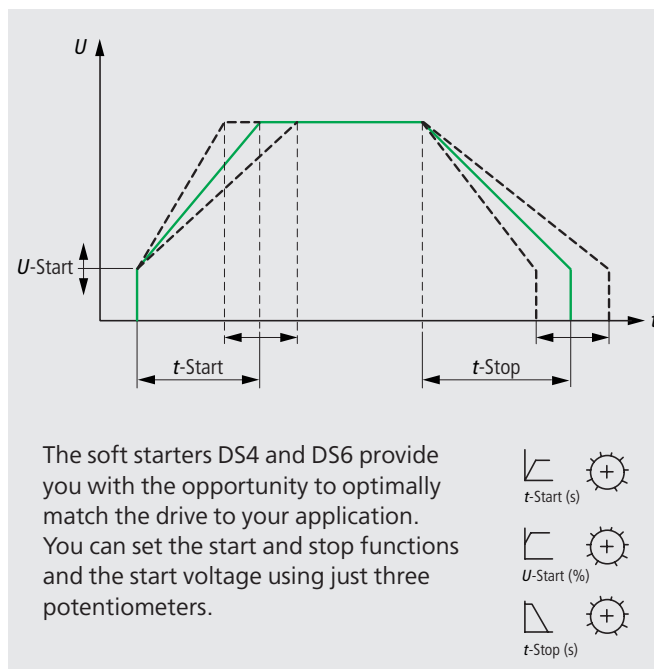 U
U-Start
t
t-Start
t-Stop
The soft starters DS4 and DS6 provide
you with the opportunity to optimally
match the drive to your application.
You can set the start and stop functions
and the start voltage using just three
potentiometers.
t-Start (s)
U-Start (%)
t-Stop (s)